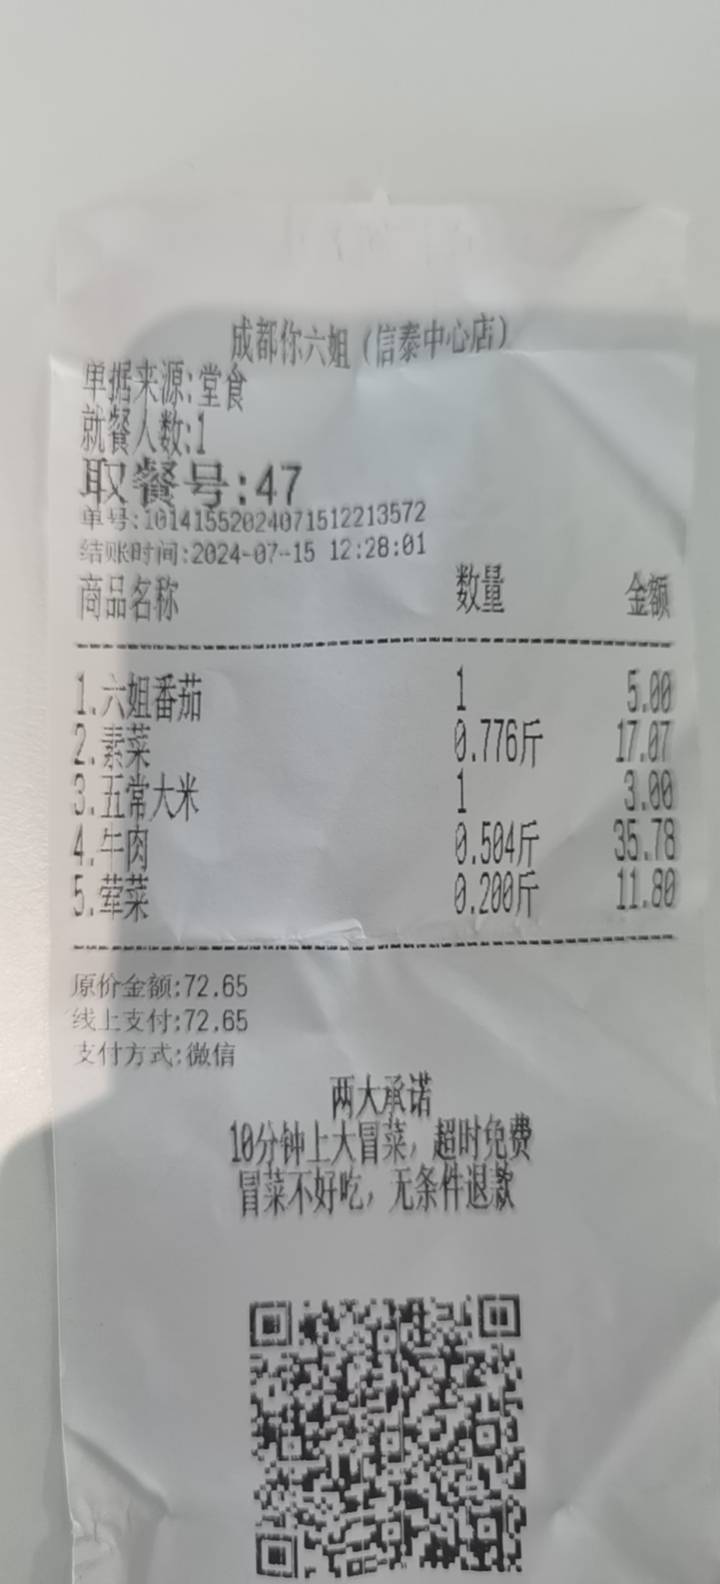 成都你六姐（信泰中心店）
单据来源:堂食
就餐人数:1
取餐号:47
单号:10141552024071512213572
结账时间:2024-07-15 12:28:01
商品名称 数量 金额
1.六姐番茄 1 5.00
2.素菜 0.776斤 17.07
3.五常大米 1 3.00
4.牛肉 0.504斤 35.78
5.荤菜 0.200斤 11.80
原价金额:72.65
线上支付:72.65
支付方式:微信
两大承诺
10分钟上大冒菜，超时免费
冒菜不好吃，无条件退款